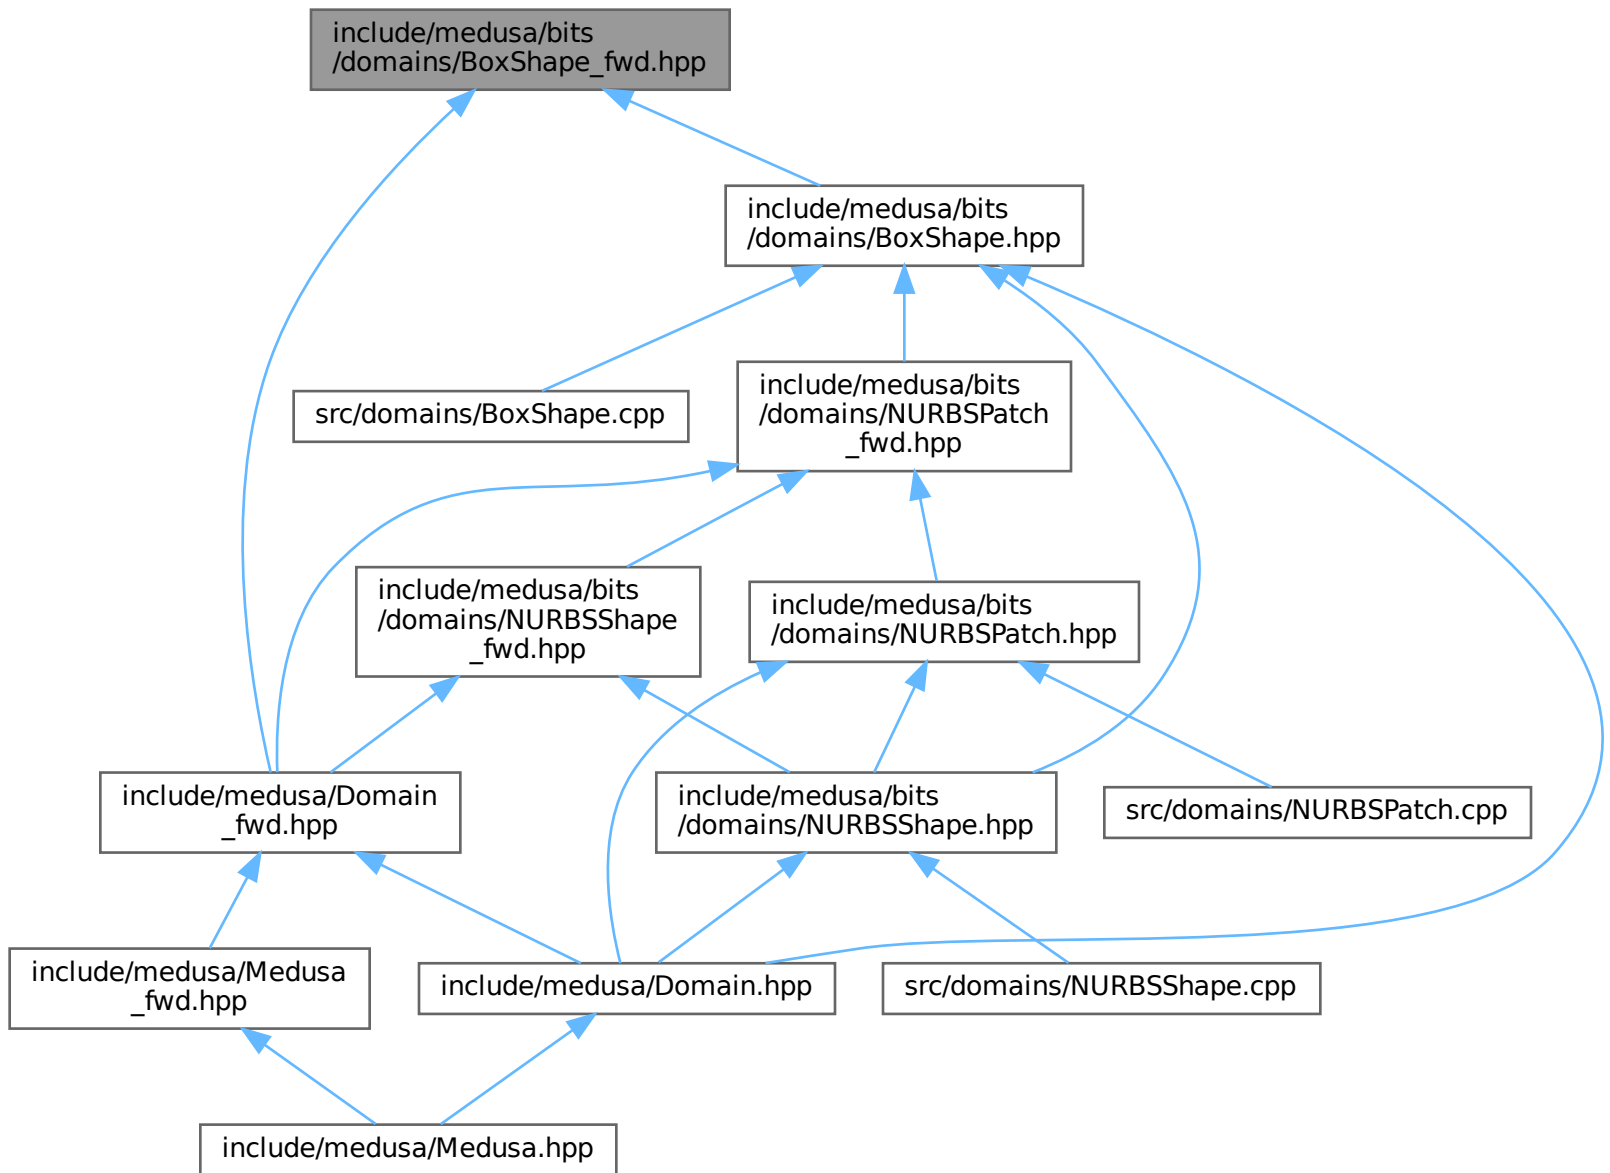 include/medusa/bits
/domains/BoxShape_fwd.hpp
include/medusa/bits
/domains/BoxShape.hpp
src/domains/BoxShape.cpp
include/medusa/bits
/domains/NURBSPatch
_fwd.hpp
include/medusa/bits
/domains/NURBSShape
_fwd.hpp
include/medusa/bits
/domains/NURBSPatch.hpp
include/medusa/Domain
_fwd.hpp
include/medusa/bits
/domains/NURBSShape.hpp
src/domains/NURBSPatch.cpp
include/medusa/Medusa
_fwd.hpp
include/medusa/Domain.hpp
src/domains/NURBSShape.cpp
include/medusa/Medusa.hpp